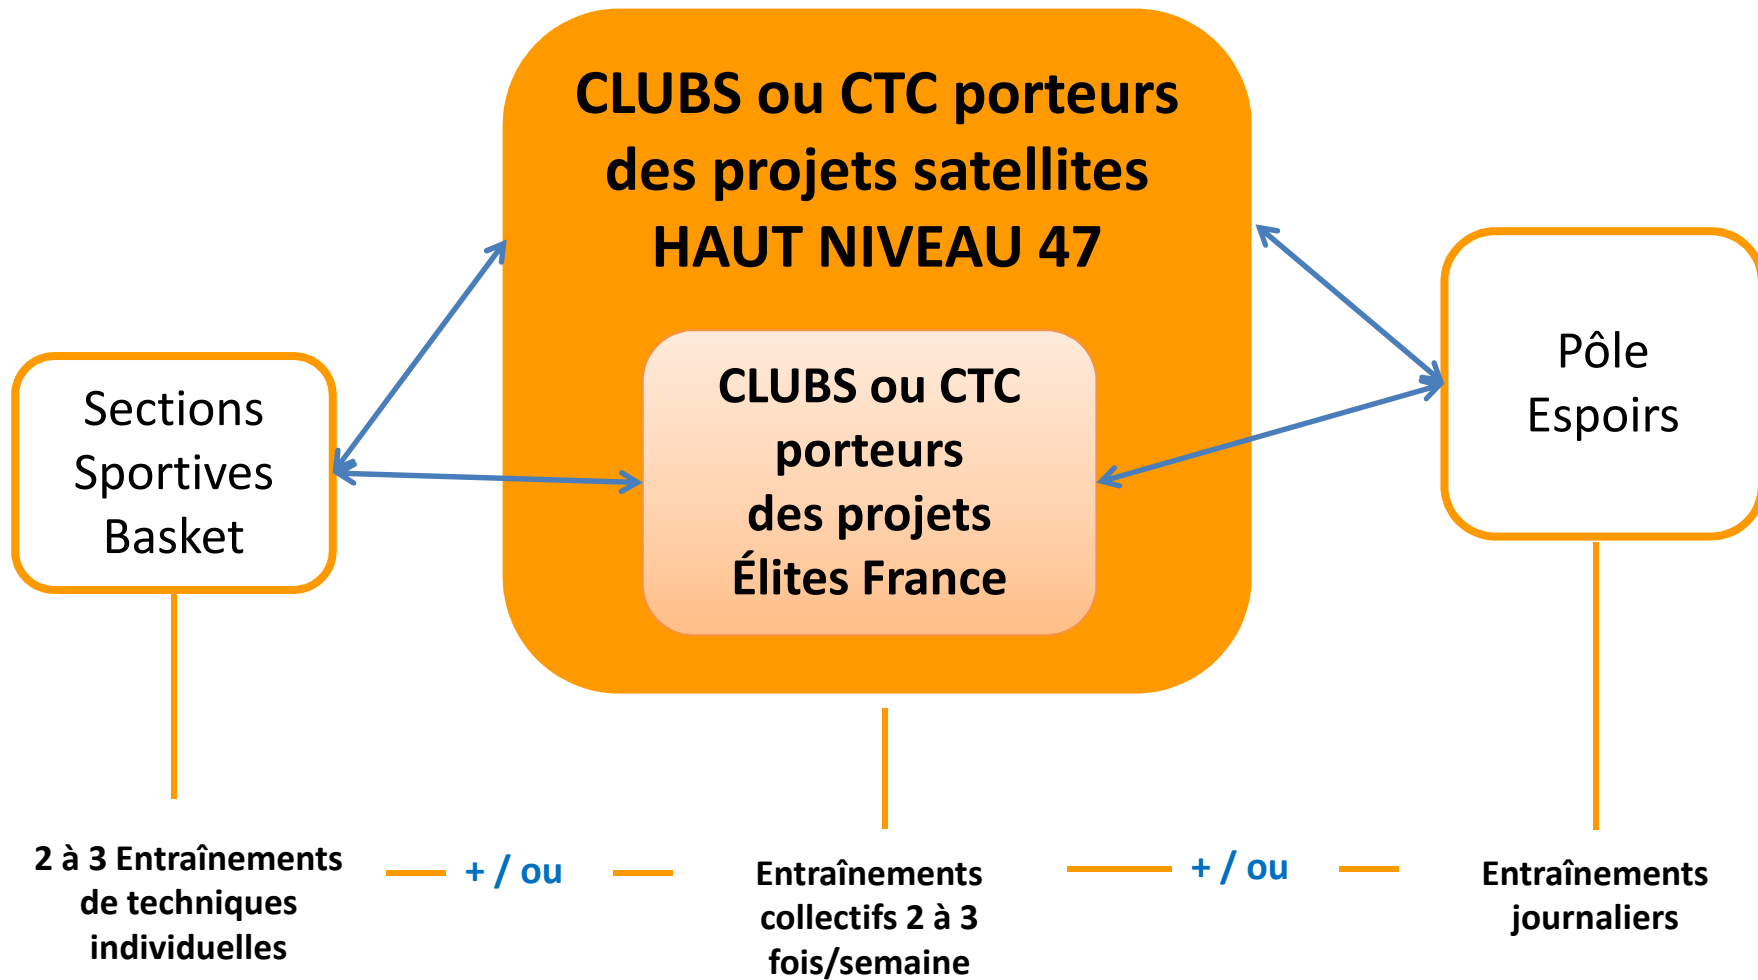 CLUBS ou CTC porteurs
des projets satellites
HAUT NIVEAU 47
CLUBS ou CTC
porteurs
des projets
Élites France
Sections
Sportives
Basket
Pôle
Espoirs
2 à 3 Entraînements
de techniques
individuelles
+ / ou
Entraînements
collectifs 2 à 3
fois/semaine
+ / ou
Entraînements
journaliers